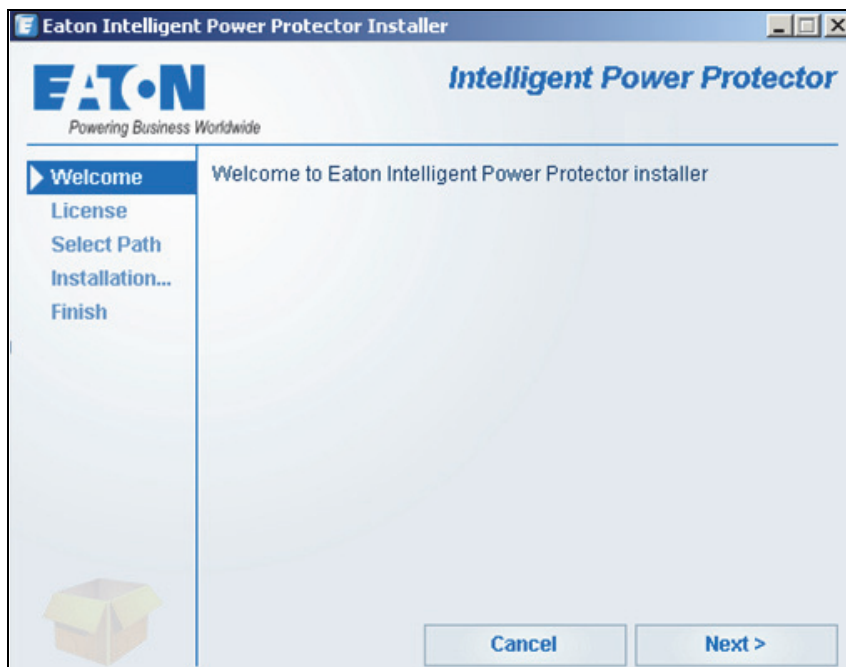 Eaton Intelligent Power Protector Installer
EATON
Powering Business Worldwide
Intelligent Power Protector
Welcome
License
Select Path
Installation...
Finish
Welcome to Eaton Intelligent Power Protector installer
Cancel
Next >